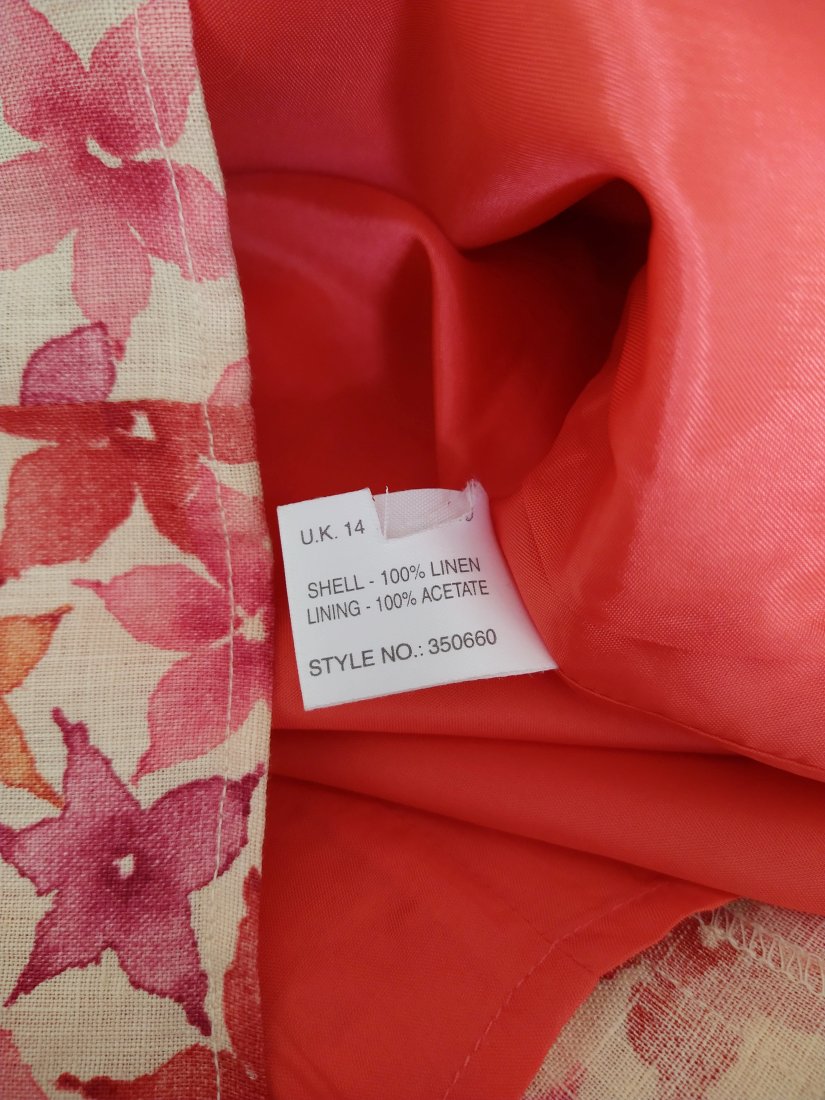 U.K. 14
SHELL - 100% LINEN
LINING - 100% ACETATE
STYLE NO.: 350660